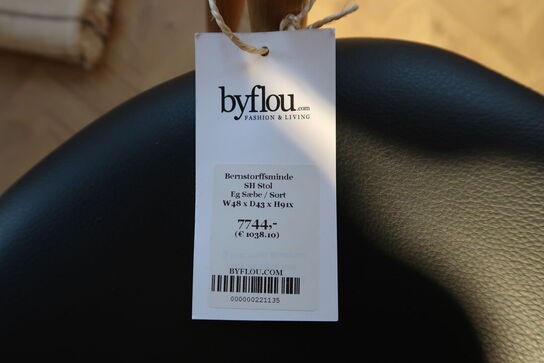 byflou.com
FASHION & LIVING
Bernstorffsminde
SH Stol
Eg Sæbe / Sort
W48 x D43 x H91x
7744,-
(€ 1038.10)
BYFLOU.COM
000000221135